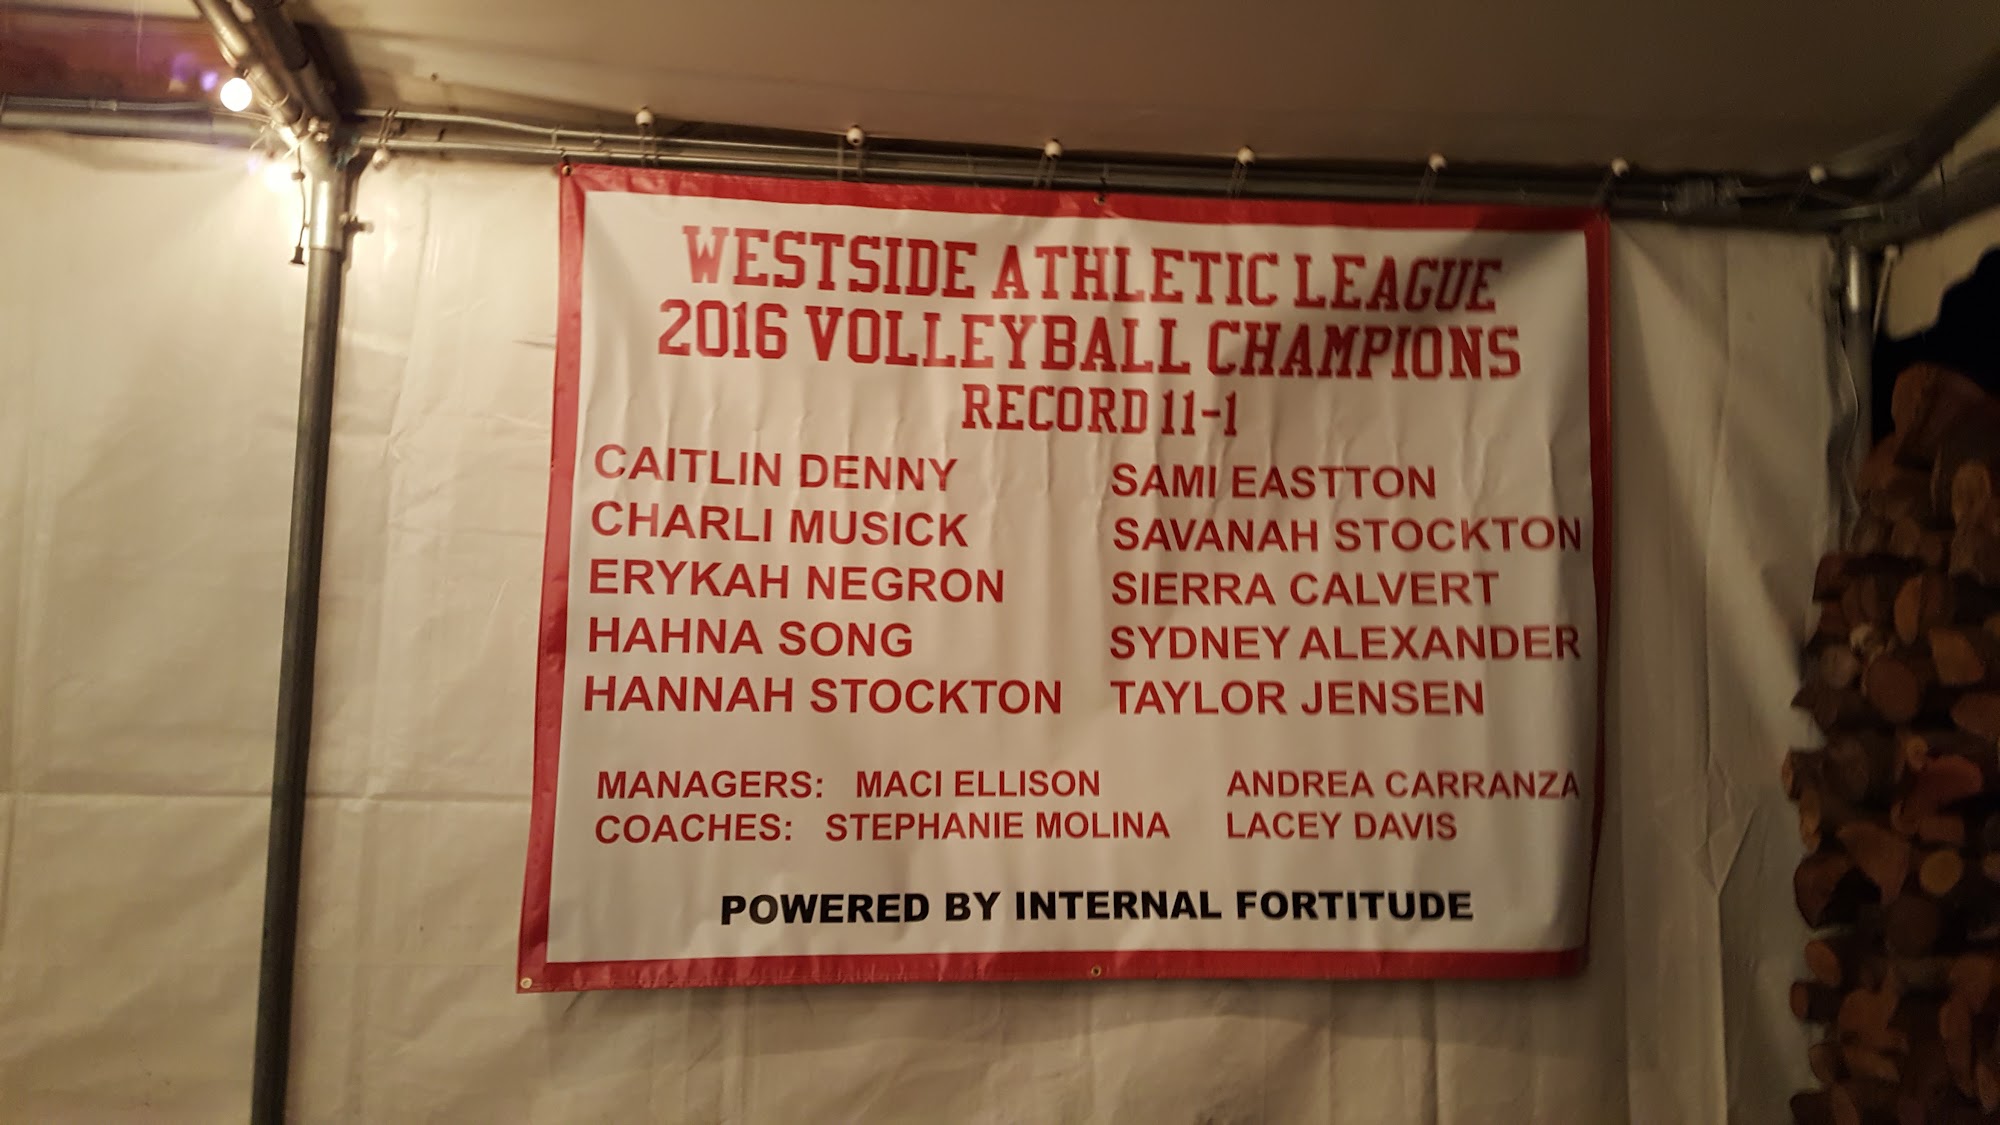 WESTSIDE ATHLETIC LEAGUE
2016 VOLLEYBALL CHAMPIONS
RECORD 11-1
CAITLIN DENNY SAMI EASTTON
CHARLI MUSICK SAVANAH STOCKTON
ERYKAH NEGRON SIERRA CALVERT
HAHNA SONG SYDNEY ALEXANDER
HANNAH STOCKTON TAYLOR JENSEN
MANAGERS: MACI ELLISON ANDREA CARRANZA
COACHES: STEPHANIE MOLINA LACEY DAVIS
POWERED BY INTERNAL FORTITUDE